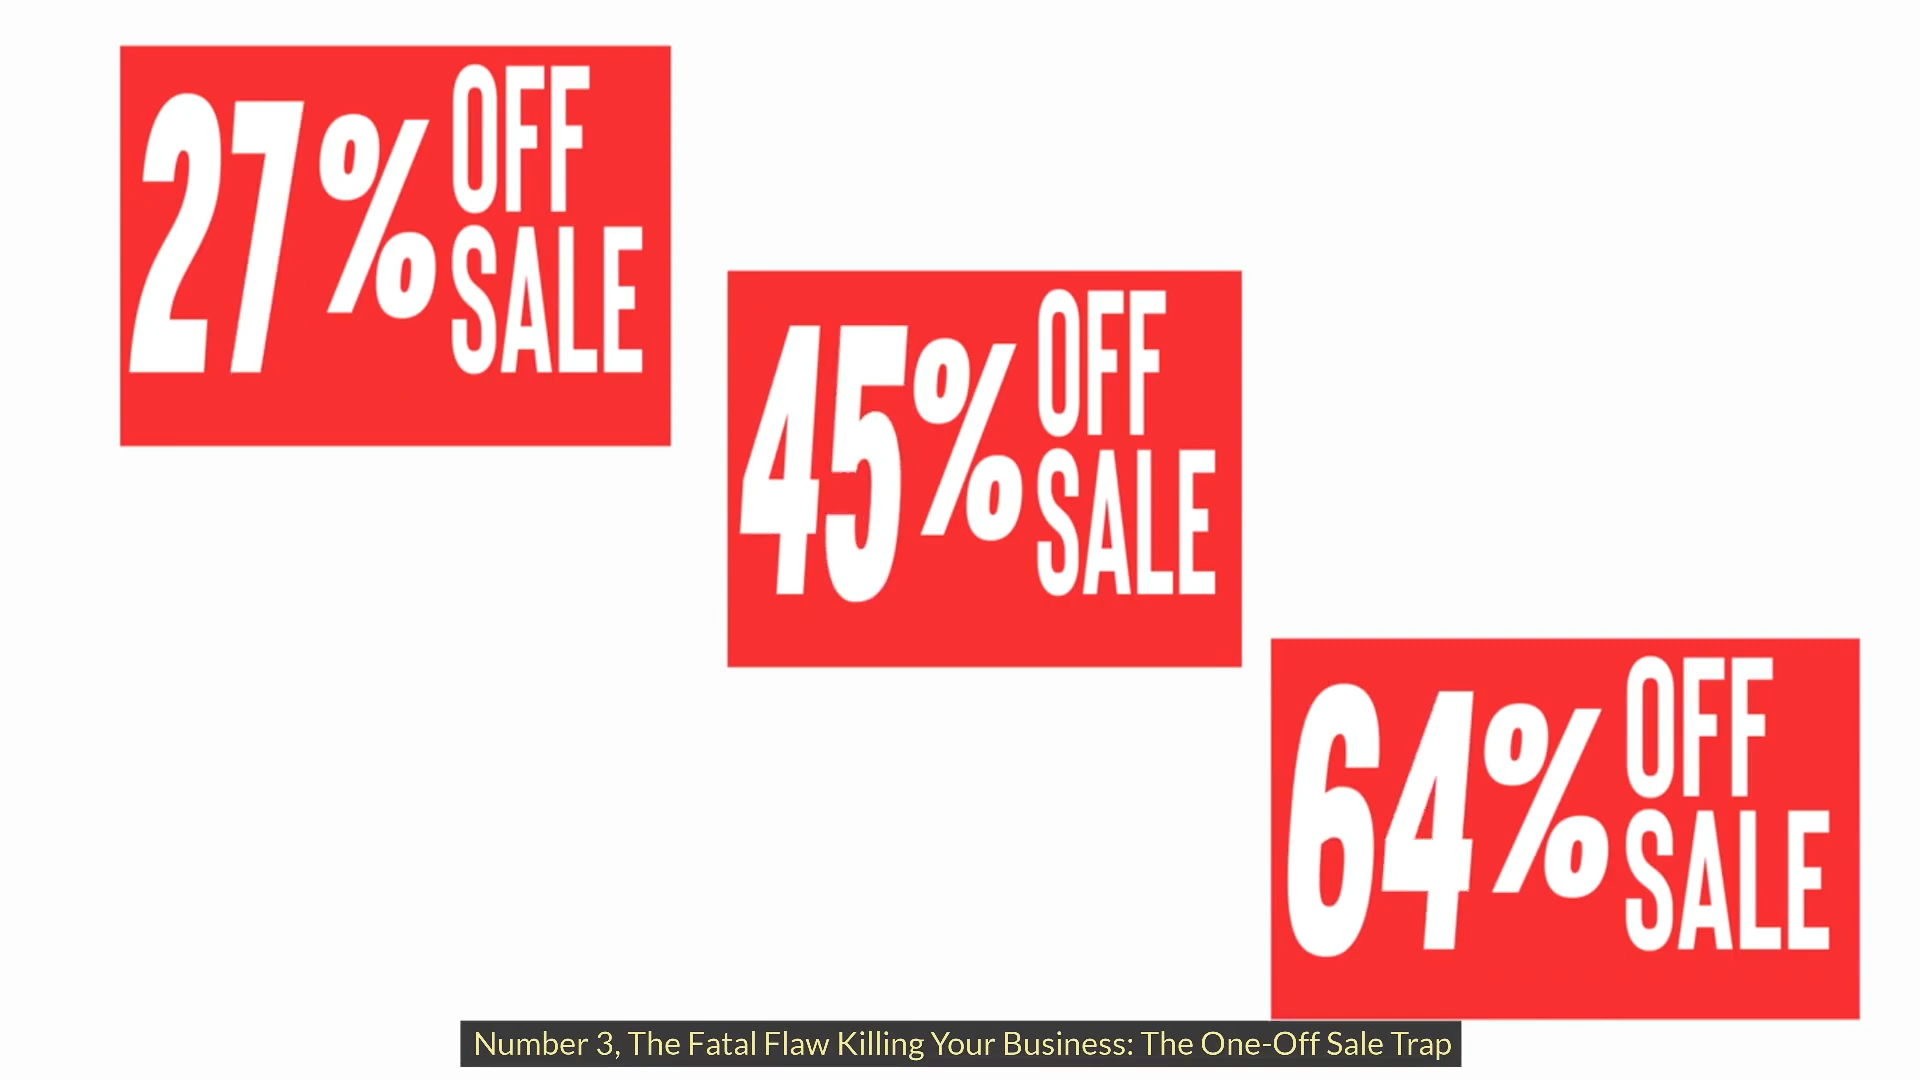 27% OFF
SALE
45% OFF
SALE
64% OFF
SALE
Number 3, The Fatal Flaw Killing Your Business: The One-Off Sale Trap